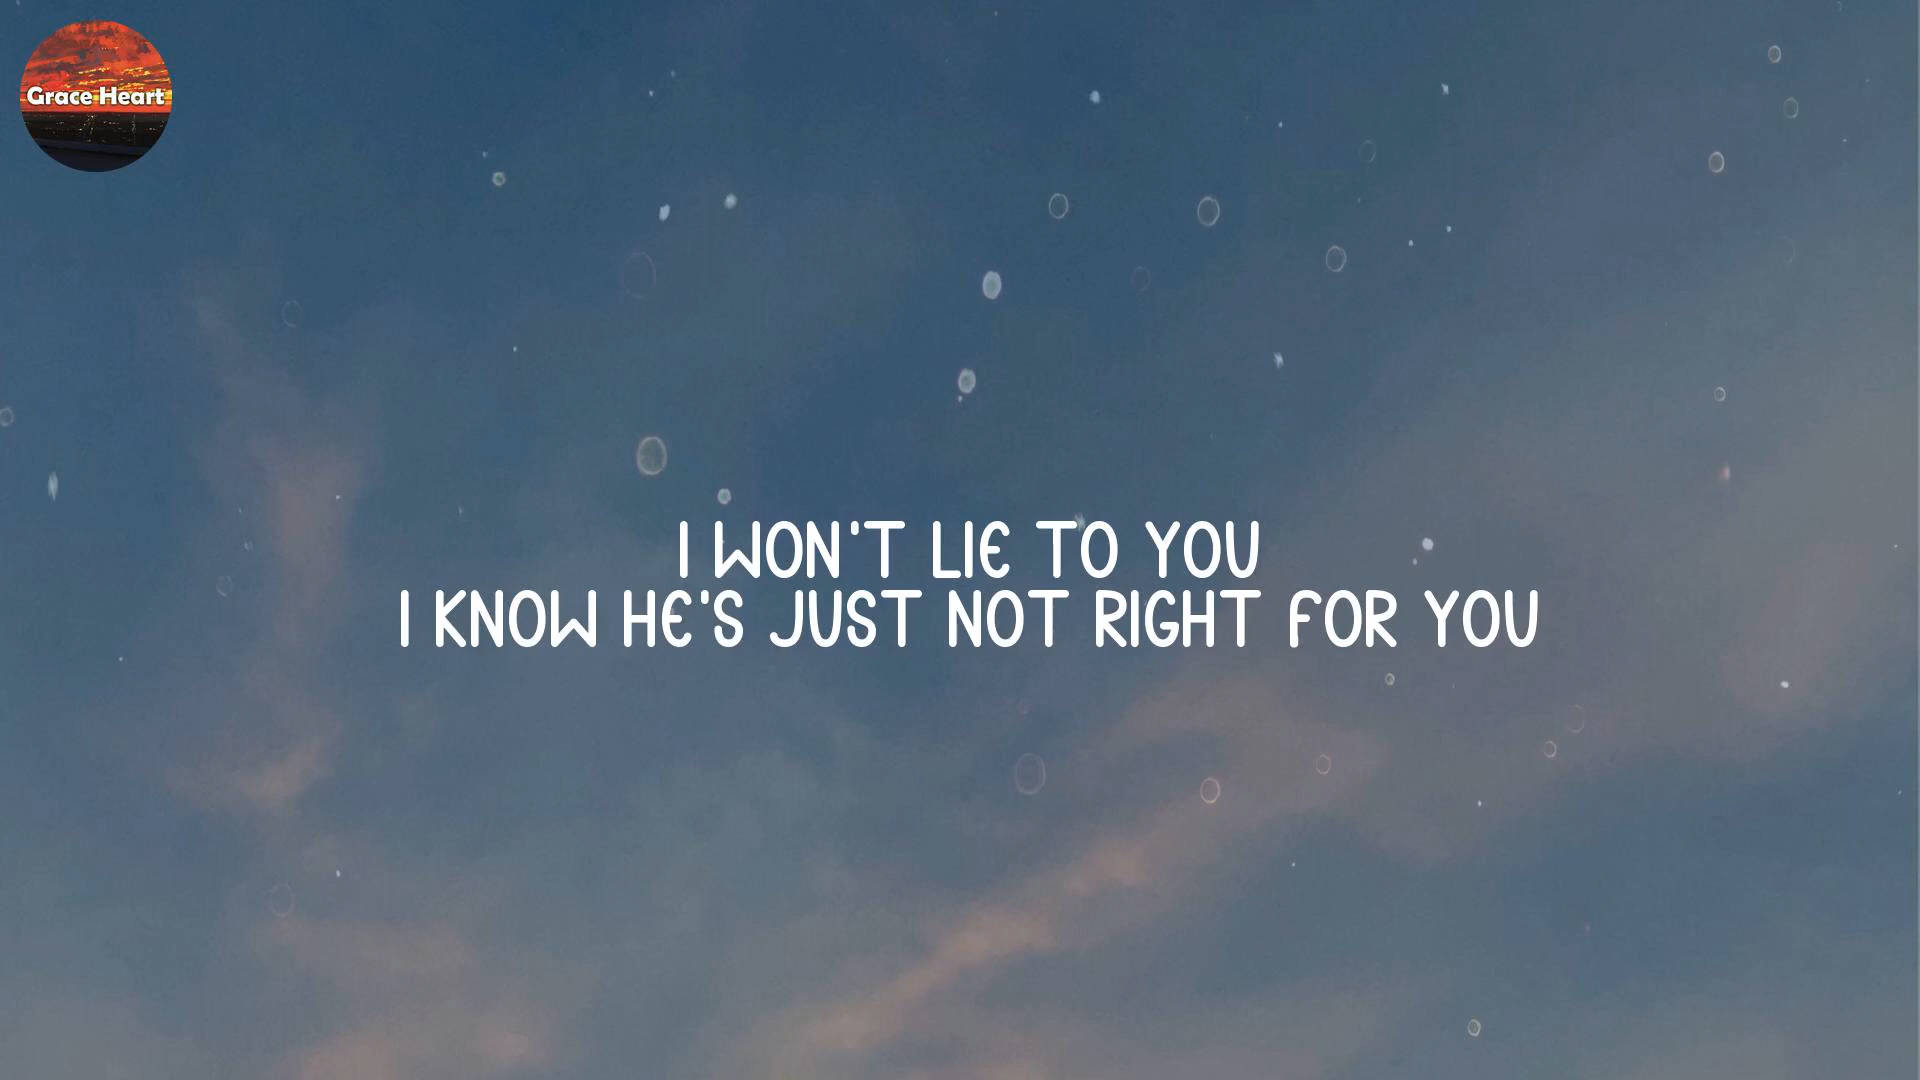 Grace Heart
I WON'T LIE TO YOU
I KNOW HE'S JUST NOT RIGHT FOR YOU